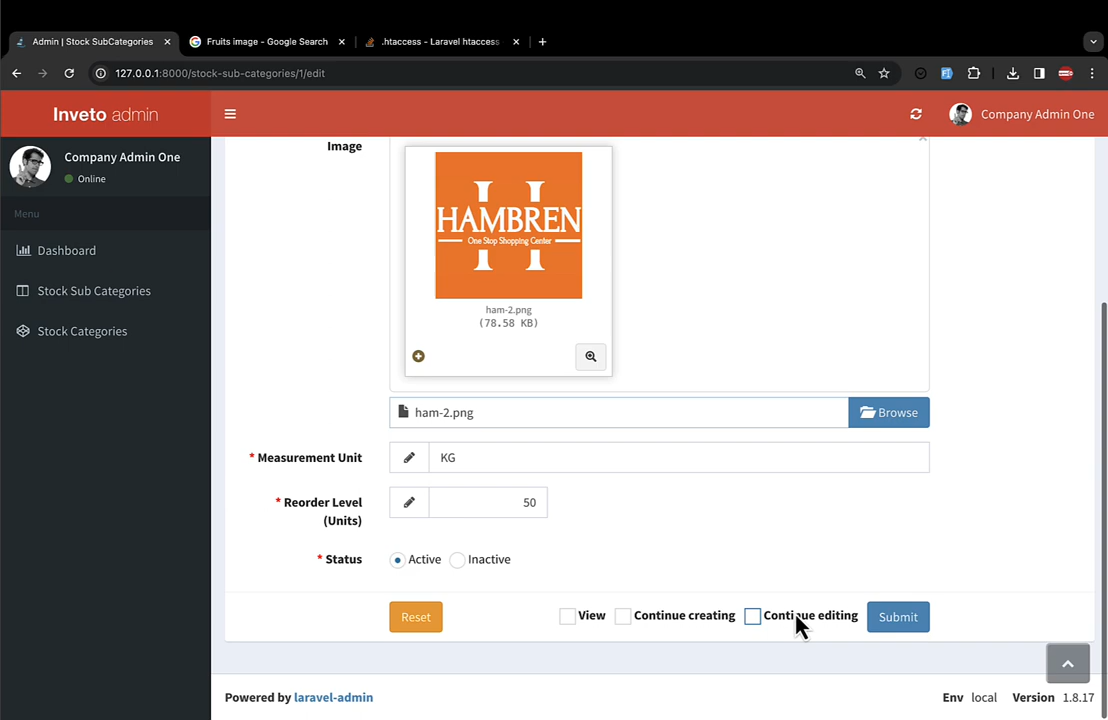 Admin | Stock SubCategories
Fruits image - Google Search
.htaccess - Laravel htaccess
127.0.0.1:8000/stock-sub-categories/1/edit
Inveto admin
Company Admin One
Company Admin One
Online
Menu
Dashboard
Stock Sub Categories
Stock Categories
Image
H
HAMBREN
One Stop Shopping Center
ham-2.png
(78.58 KB)
ham-2.png
Browse
* Measurement Unit
KG
* Reorder Level
(Units)
50
* Status
Active
Inactive
Reset
View
Continue creating
Continue editing
Submit
Powered by laravel-admin
Env local Version 1.8.17